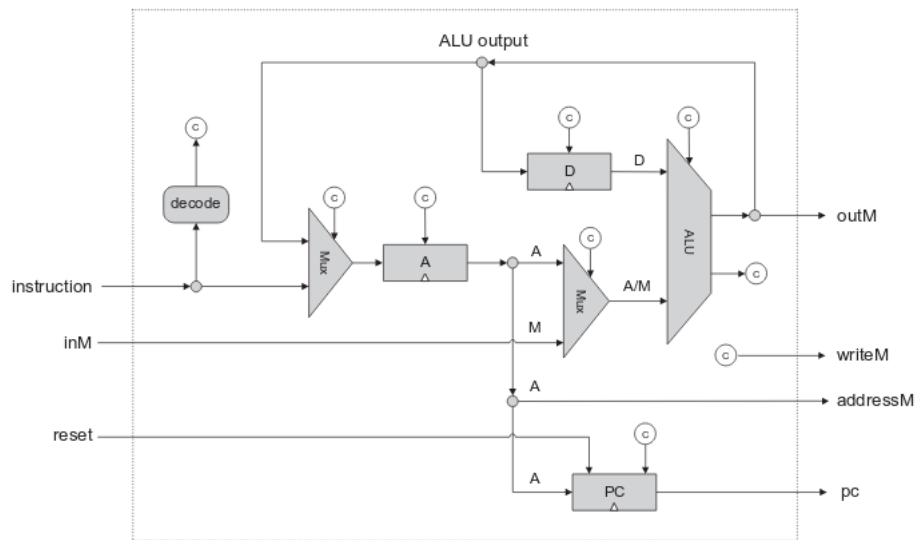 ALU output
C
C
C
D
D
decode
C
C
outM
Mux
A
A
C
Mux
ALU
A/M
C
instruction
inM
M
C
writeM
A
addressM
reset
C
A
PC
pc